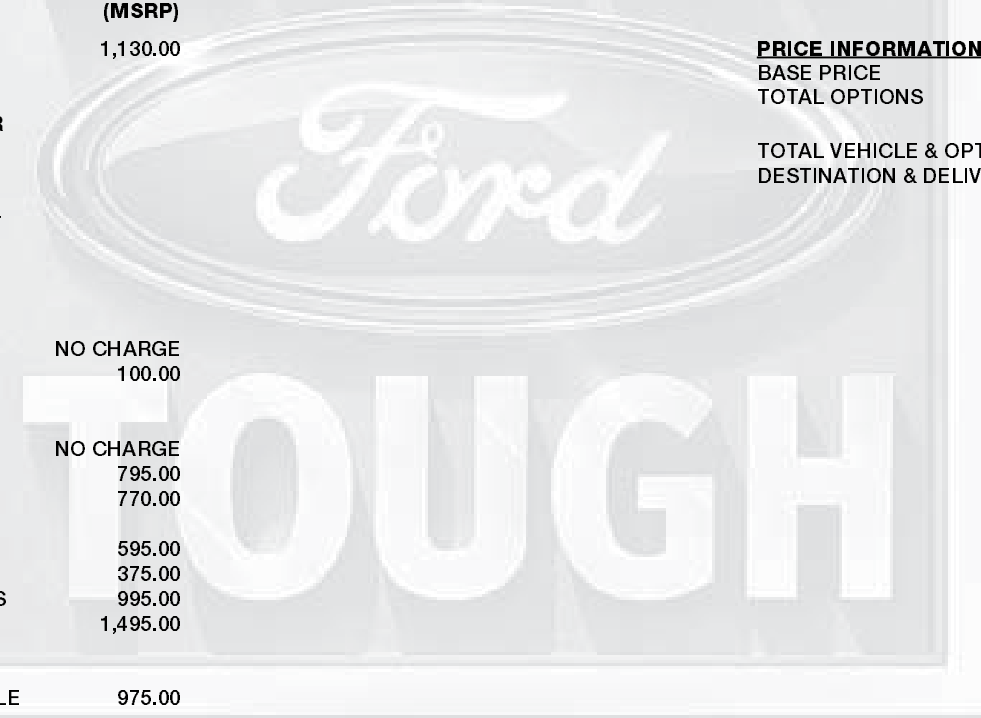 (MSRP)
1,130.00
R
NO CHARGE
100.00
NO CHARGE
795.00
770.00
595.00
375.00
S 995.00
1,495.00
LE 975.00
PRICE INFORMATION
BASE PRICE
TOTAL OPTIONS
TOTAL VEHICLE & OPT
DESTINATION & DELIV
Ford
TOUGH